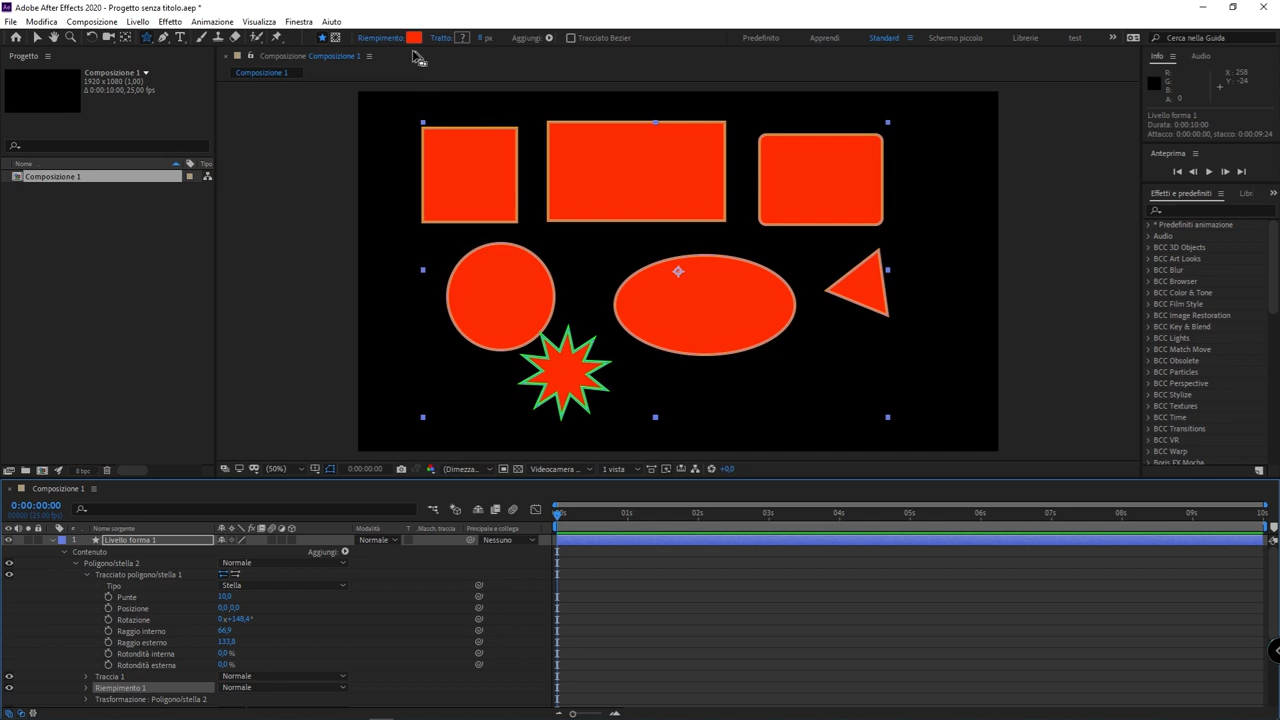 Adobe After Effects 2020 - Progetto senza titolo.aep *
File Modifica Composizione Livello Effetto Animazione Visualizza Finestra Aiuto
Riempimento: Tratto: ? 8 px Aggiungi: Tracciato Bezier Predefinito Apprendi Standard Schermo piccolo Librerie test Cerca nella Guida
Progetto
Composizione Composizione 1
Info Audio
Composizione 1
Composizione 1
1920 x 1080 (1,00)
Δ 0:00:10:00, 25,00 fps
R:
G:
B:
A: 0
X: 258
Y: -24
Livello forma 1
Durata: 0:00:10:00
Attacco: 0:00:00:00, stacco: 0:00:09:24
Anteprima
Nome Tipo
Composizione 1
Effetti e predefiniti Libr
* Predefiniti animazione
Audio
BCC 3D Objects
BCC Art Looks
BCC Blur
BCC Browser
BCC Color & Tone
BCC Film Style
BCC Image Restoration
BCC Key & Blend
BCC Lights
BCC Match Move
BCC Obsolete
BCC Particles
BCC Perspective
BCC Stylize
BCC Textures
BCC Time
BCC Transitions
BCC VR
BCC Warp
Boris FX Mocha
8 bpc
(50%) 0:00:00:00 (Dimezza... Videocamera ... 1 vista +0,0
Composizione 1
0:00:00:00
00000 (25.00 fps)
00s 01s 02s 03s 04s 05s 06s 07s 08s 09s 10s
# Nome sorgente Modalità T Masch. traccia Principale e collega
1 Livello forma 1 Normale Nessuno
Contenuto Aggiungi:
Poligono/stella 2 Normale
Tracciato poligono/stella 1
Tipo Stella
Punte 10,0
Posizione 0,0,0,0
Rotazione 0x+148,4°
Raggio interno 66,9
Raggio esterno 133,8
Rotondità interna 0,0 %
Rotondità esterna 0,0 %
Traccia 1 Normale
Riempimento 1 Normale
Trasformazione : Poligono/stella 2